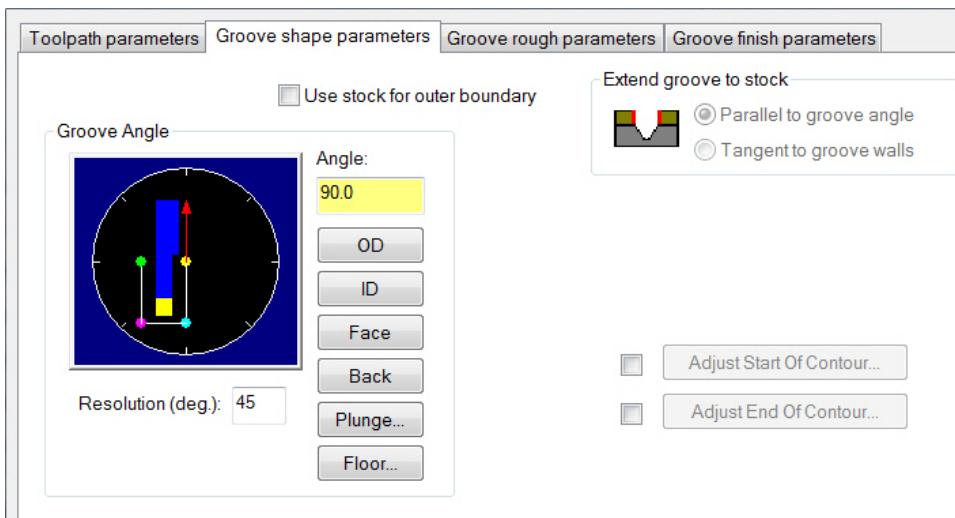 Toolpath parameters
Groove shape parameters
Groove rough parameters
Groove finish parameters
Use stock for outer boundary
Extend groove to stock
Parallel to groove angle
Tangent to groove walls
Groove Angle
Angle:
90.0
OD
ID
Face
Back
Plunge...
Floor...
Resolution (deg.): 45
Adjust Start Of Contour...
Adjust End Of Contour...